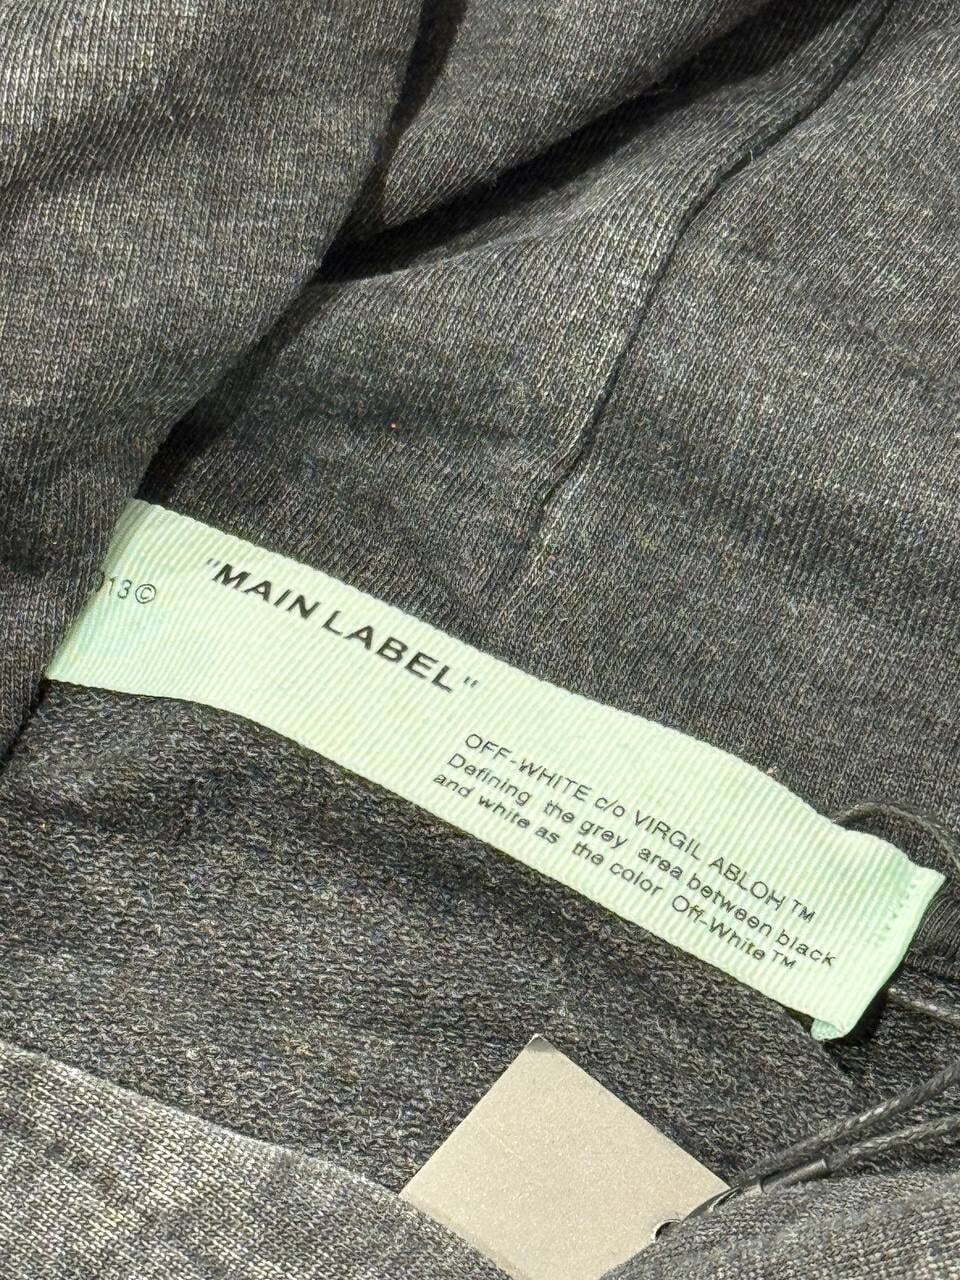 13©
"MAIN LABEL"
OFF-WHITE c/o VIRGIL ABLOH™
Defining the grey area between black
and white as the color Off-White™